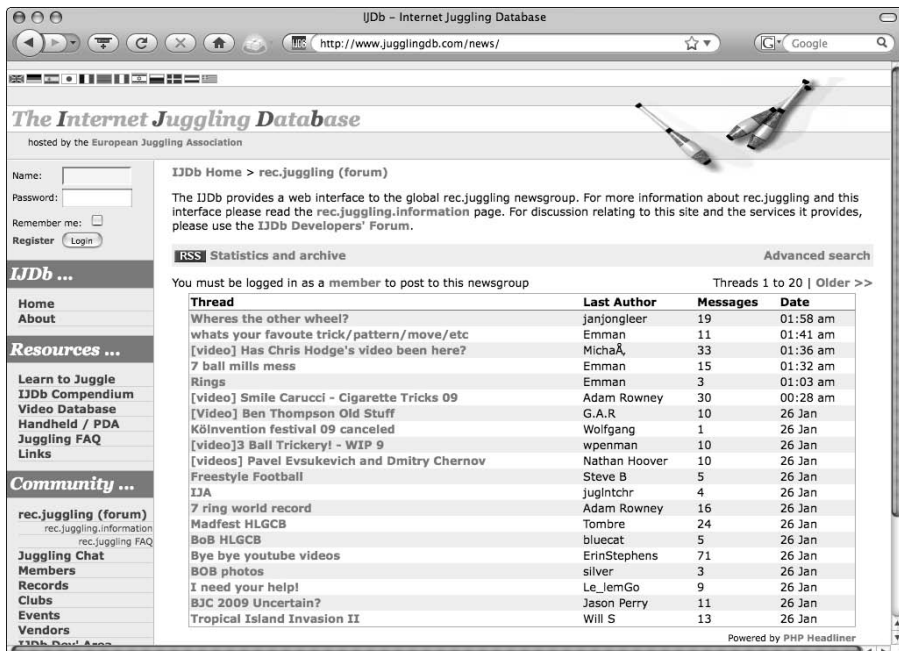 IJDb – Internet Juggling Database
http://www.jugglingdb.com/news/
Google
The Internet Juggling Database
hosted by the European Juggling Association
Name:
Password:
Remember me:
Register Login
IJDb ...
Home
About
Resources ...
Learn to Juggle
IJDb Compendium
Video Database
Handheld / PDA
Juggling FAQ
Links
Community ...
rec.juggling (forum)
rec.juggling.information
rec.juggling FAQ
Juggling Chat
Members
Records
Clubs
Events
Vendors
IJDb Dev' Area
IJDb Home > rec.juggling (forum)
The IJDb provides a web interface to the global rec.juggling newsgroup. For more information about rec.juggling and this
interface please read the rec.juggling.information page. For discussion relating to this site and the services it provides,
please use the IJDb Developers' Forum.
RSS Statistics and archive Advanced search
You must be logged in as a member to post to this newsgroup Threads 1 to 20 | Older >>
Thread Last Author Messages Date
Wheres the other wheel? janjongleer 19 01:58 am
whats your favoute trick/pattern/move/etc Emman 11 01:41 am
[video] Has Chris Hodge's video been here? MichaÅ‚ 33 01:36 am
7 ball mills mess Emman 15 01:32 am
Rings Emman 3 01:03 am
[video] Smile Carucci - Cigarette Tricks 09 Adam Rowney 30 00:28 am
[Video] Ben Thompson Old Stuff G.A.R 10 26 Jan
Kölnvention festival 09 canceled Wolfgang 1 26 Jan
[video]3 Ball Trickery! - WIP 9 wpenman 10 26 Jan
[videos] Pavel Evsukevich and Dmitry Chernov Nathan Hoover 10 26 Jan
Freestyle Football Steve B 5 26 Jan
IJA juglntchr 4 26 Jan
7 ring world record Adam Rowney 16 26 Jan
Madfest HLGCB Tombre 24 26 Jan
BoB HLGCB bluecat 5 26 Jan
Bye bye youtube videos ErinStephens 71 26 Jan
BOB photos silver 3 26 Jan
I need your help! Le_lemGo 9 26 Jan
BJC 2009 Uncertain? Jason Perry 11 26 Jan
Tropical Island Invasion II Will S 13 26 Jan
Powered by PHP Headliner